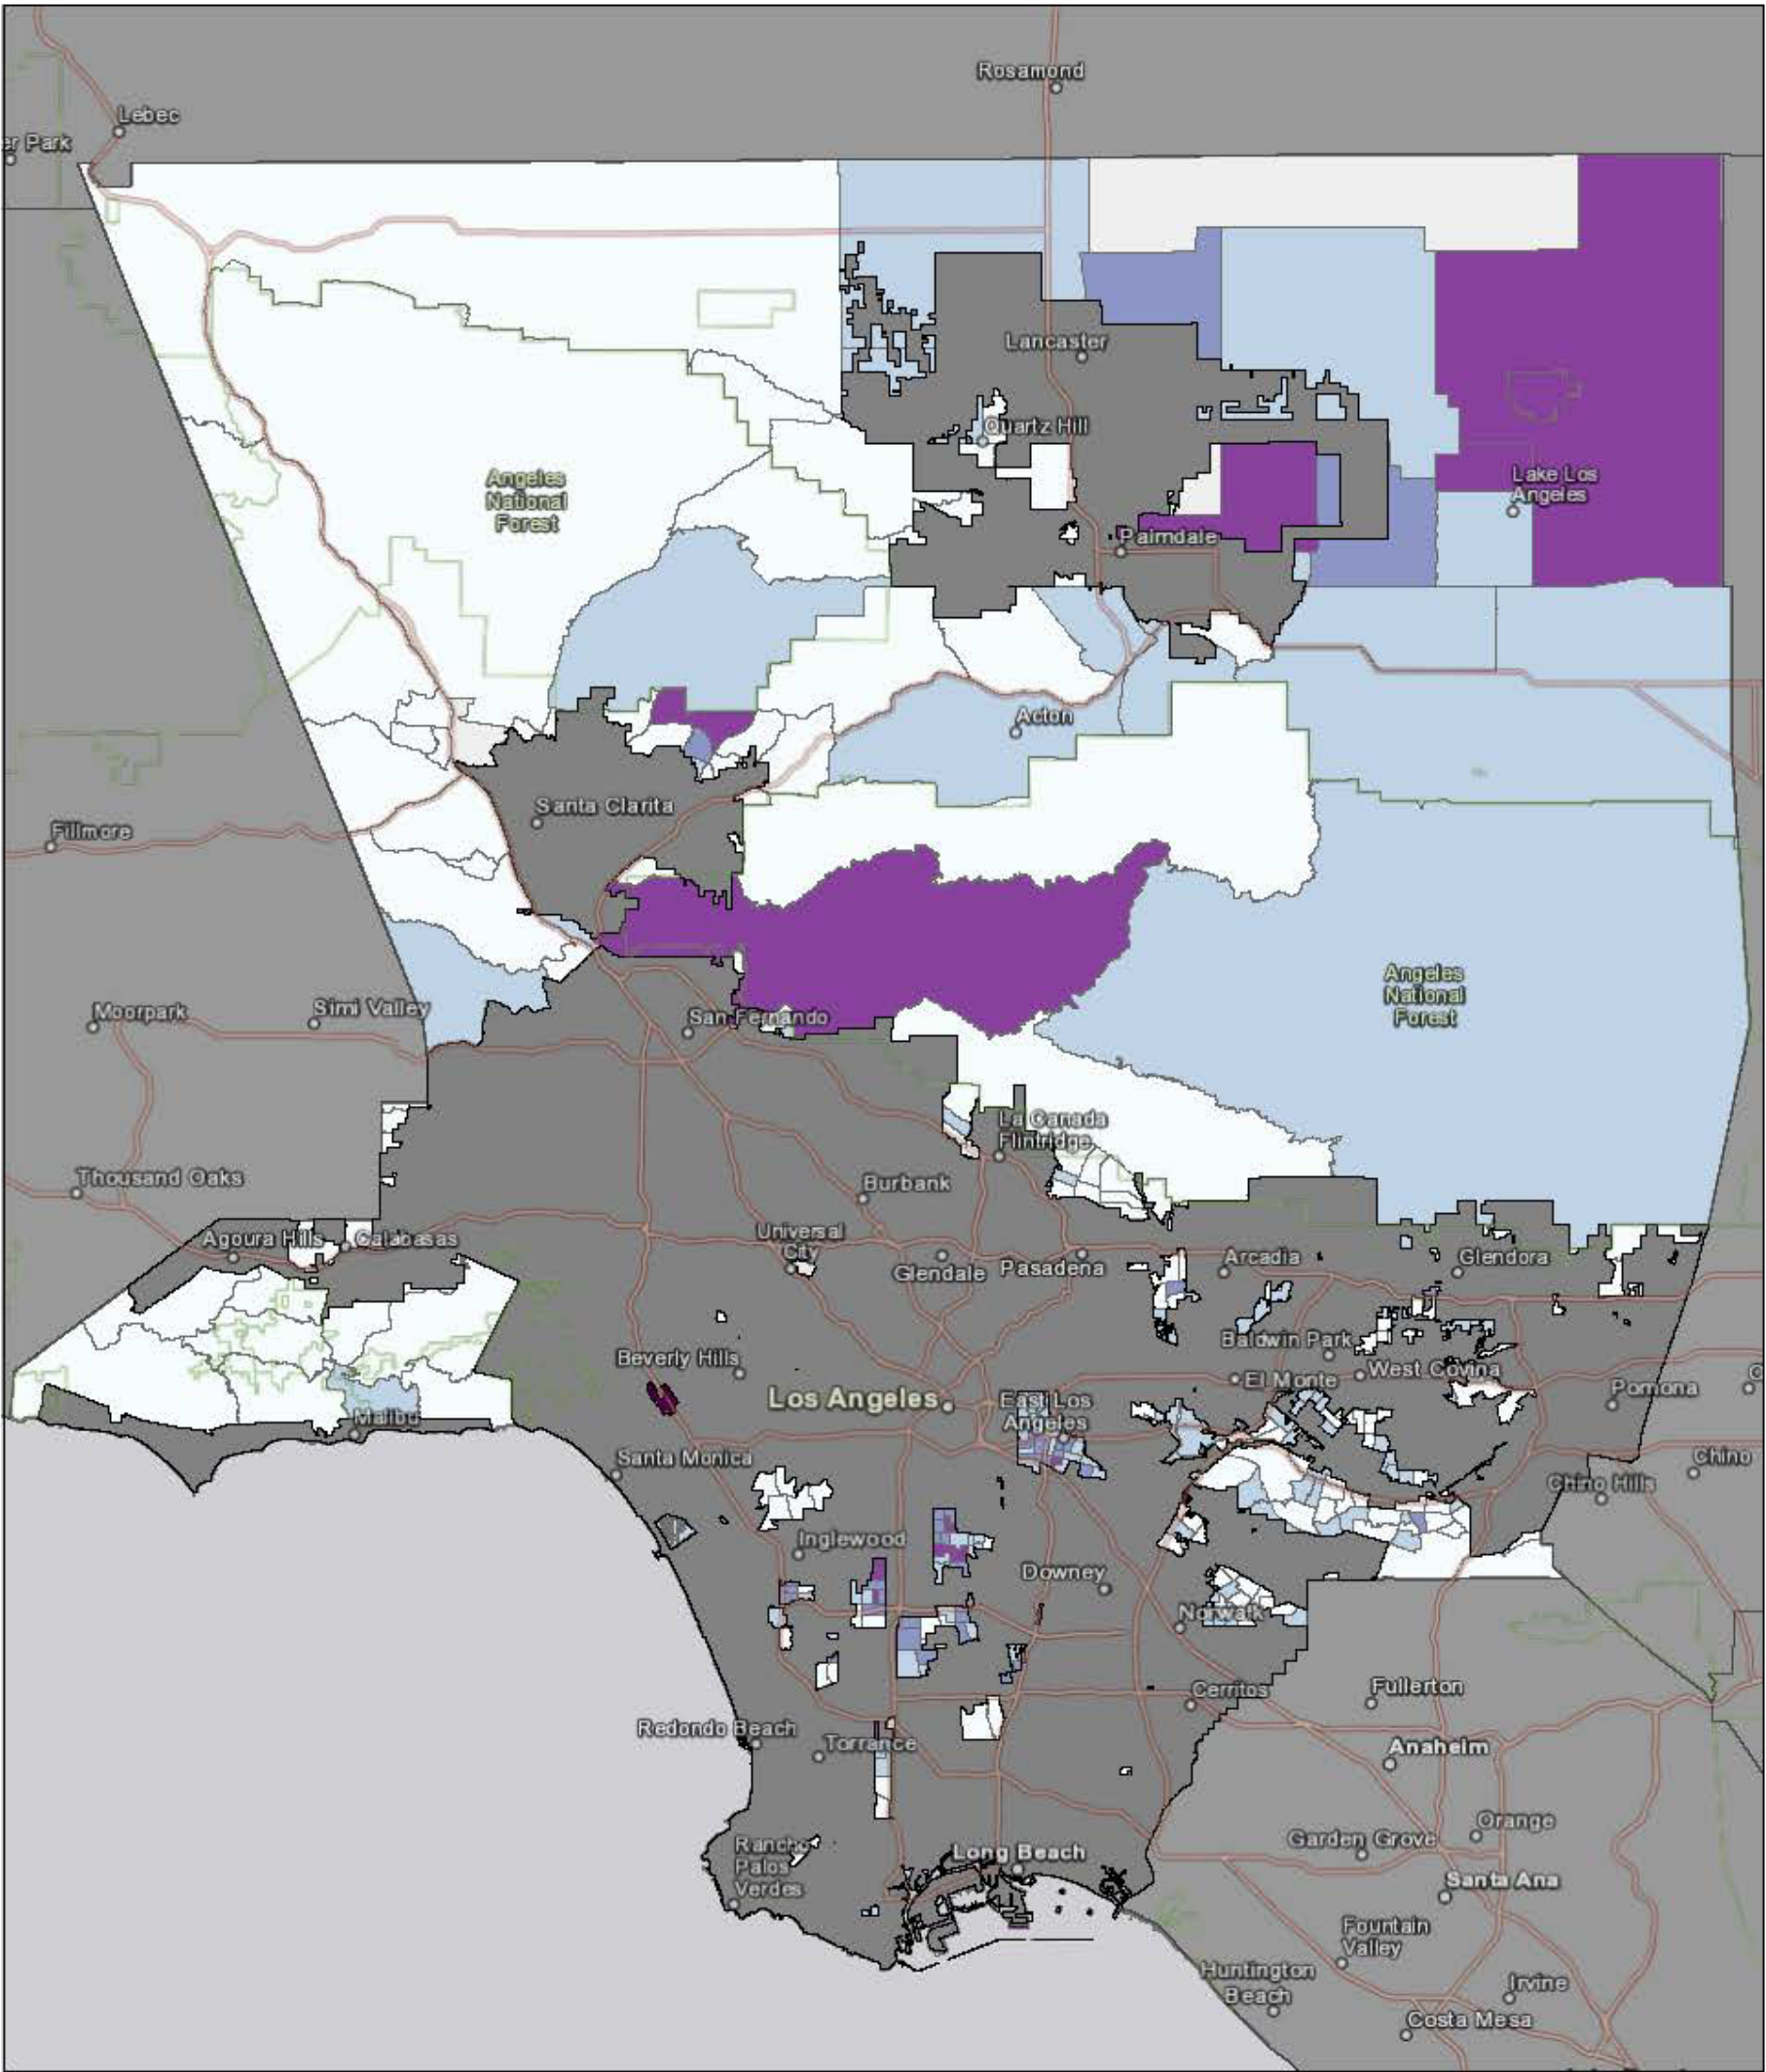 Rosamond
Lebec
er Park
Lancaster
Quartz Hill
Angeles
National
Forest
Lake Los
Angeles
Palmdale
Acton
Santa Clarita
Fillmore
Angeles
National
Forest
Moorpark
Simi Valley
San Fernando
La Canada
Flintridge
Thousand Oaks
Burbank
Agoura Hills
Calabasas
Universal
City
Glendale
Pasadena
Arcadia
Glendora
Baldwin Park
Beverly Hills
West Covina
El Monte
Pomona
O
Los Angeles
East Los
Angeles
Malibu
Santa Monica
Chino
Chino Hills
Inglewood
Downey
Norwalk
Cerritos
Fullerton
Redondo Beach
Torrance
Anaheim
Orange
Garden Grove
Rancho
Palos
Verdes
Long Beach
Santa Ana
Fountain
Valley
Huntington
Beach
Irvine
Costa Mesa